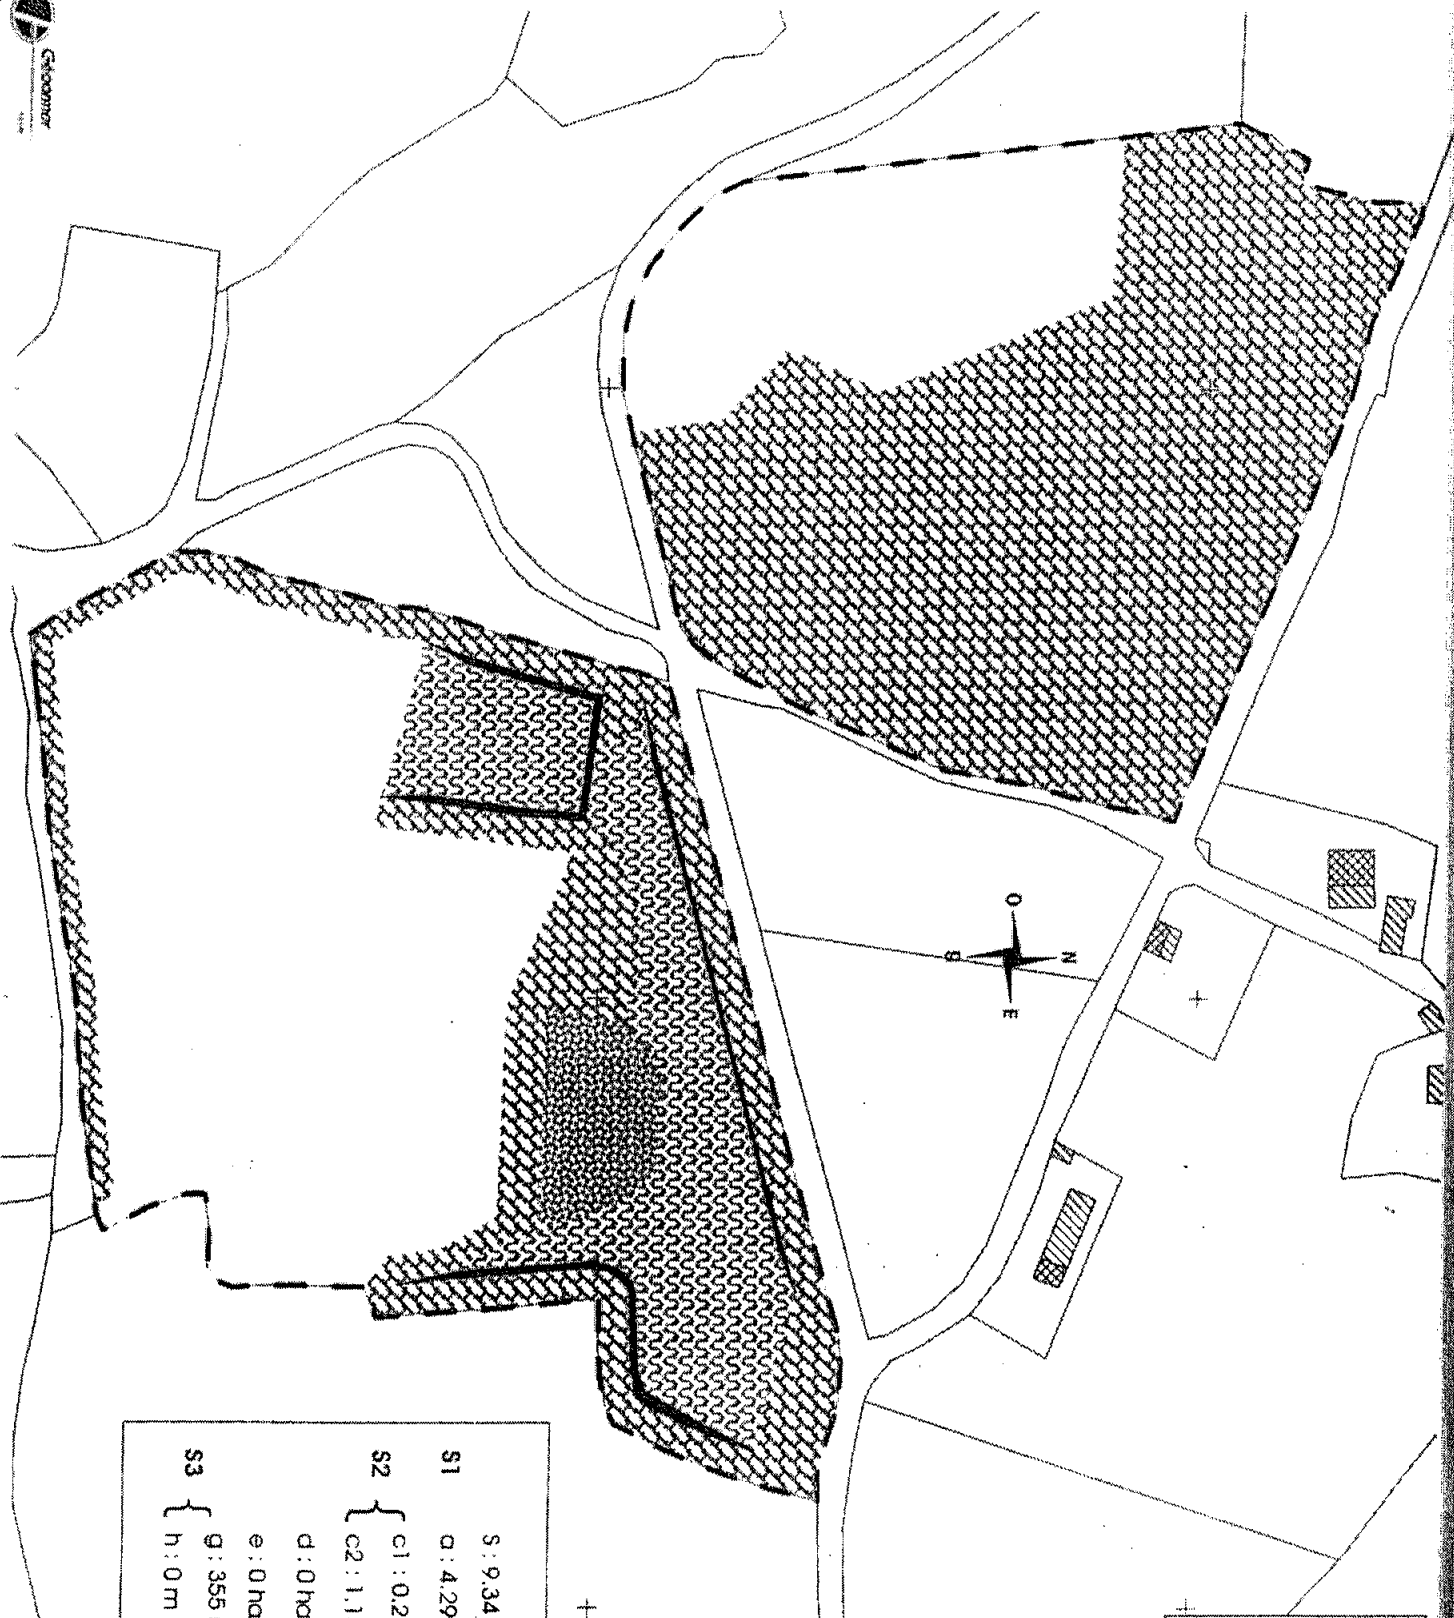 Géoarmor
O
N
S
E
S : 9.34
S1 a : 4.29
S2 { c1 : 0.2
c2 : 1.1
d : 0 ha
e : 0 ha
S3 { g : 355
h : 0 m